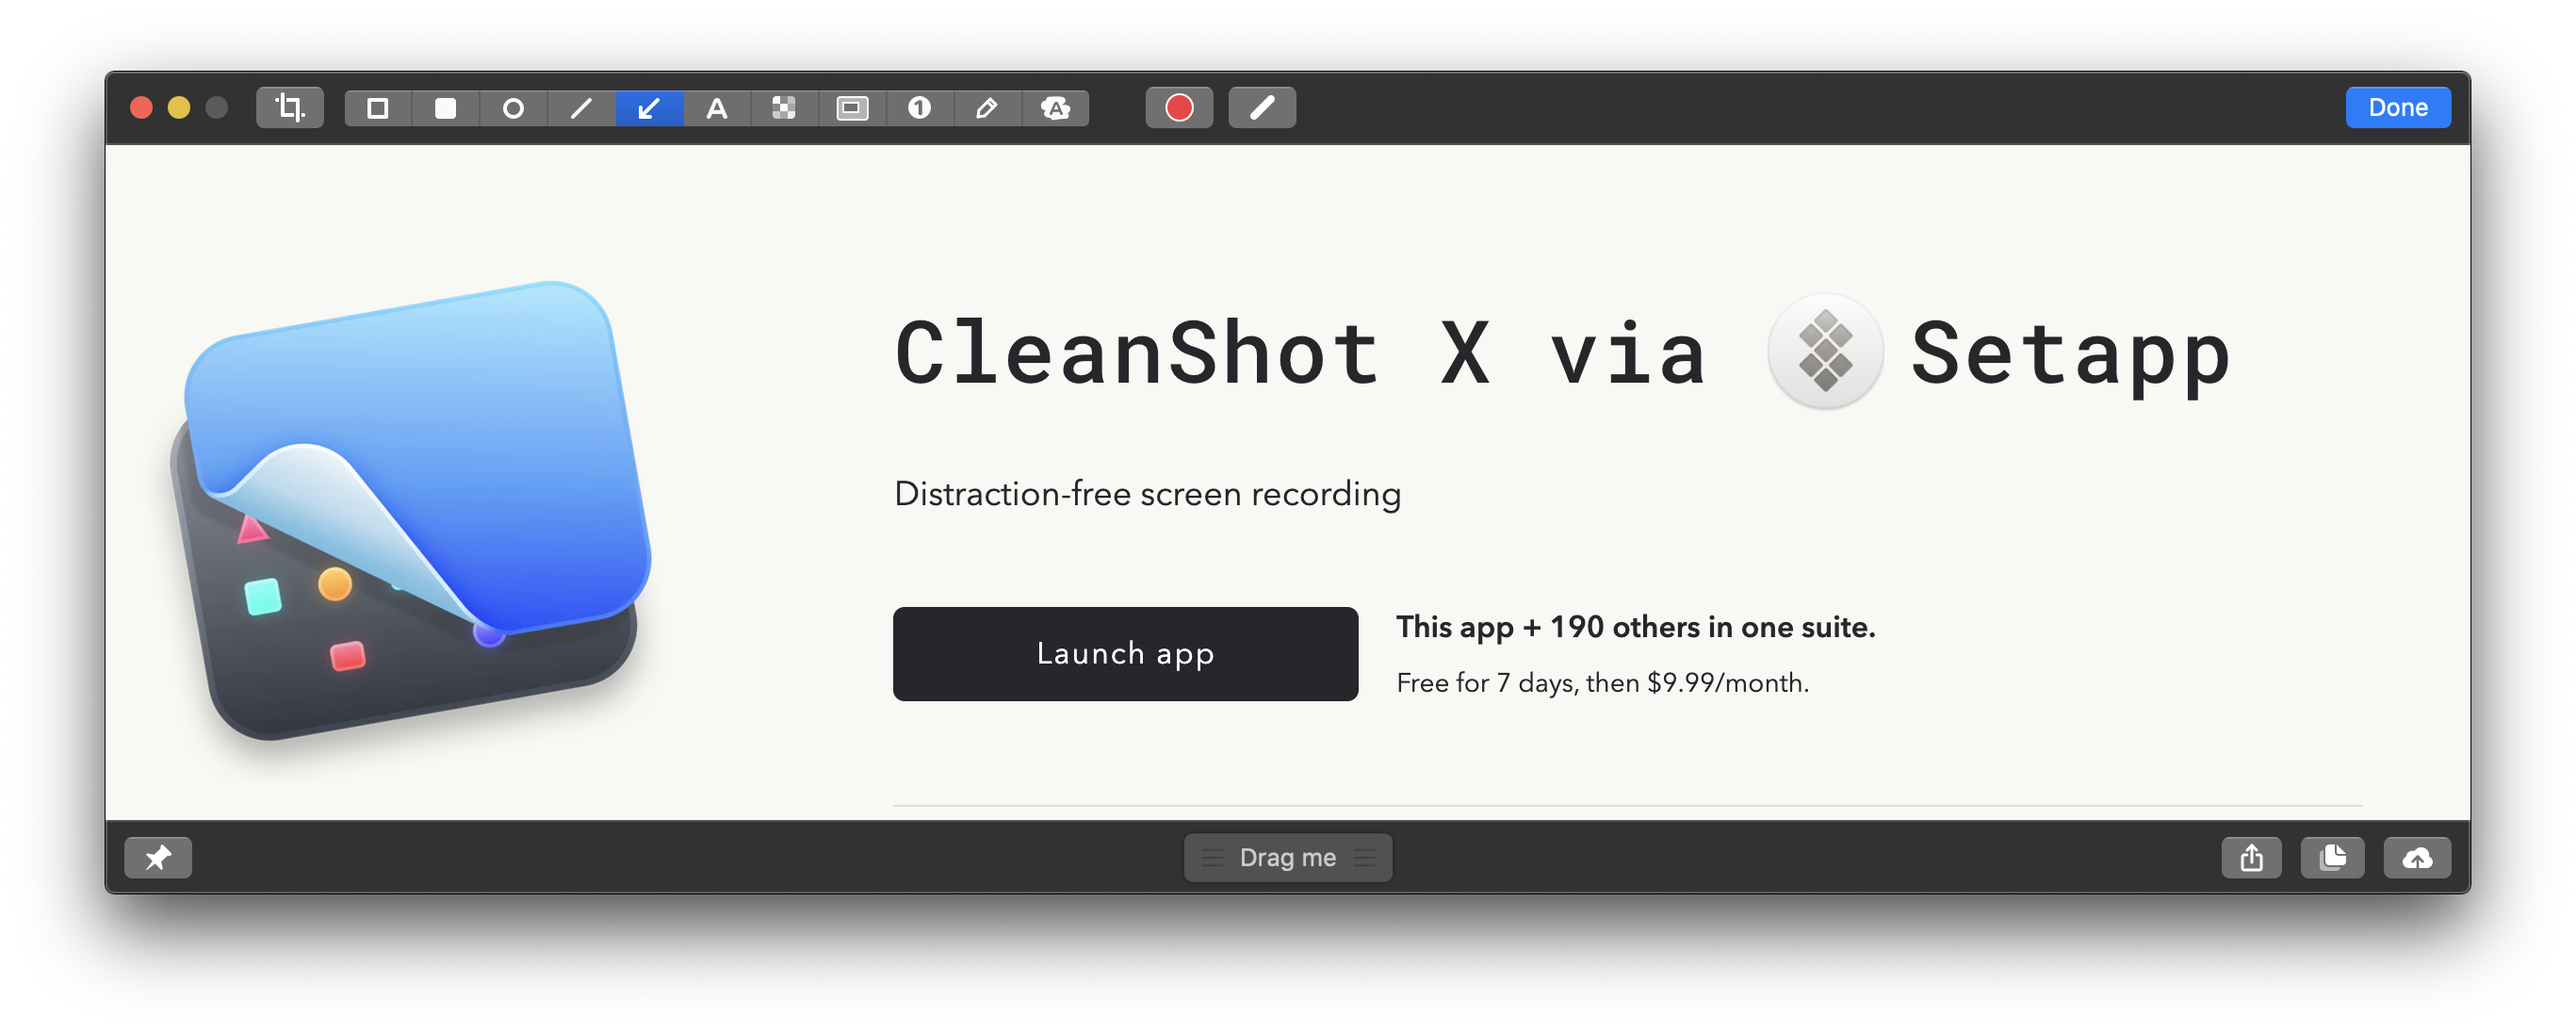 A
1
A
Done
CleanShot X via Setapp
Distraction-free screen recording
Launch app
This app + 190 others in one suite.
Free for 7 days, then $9.99/month.
Drag me